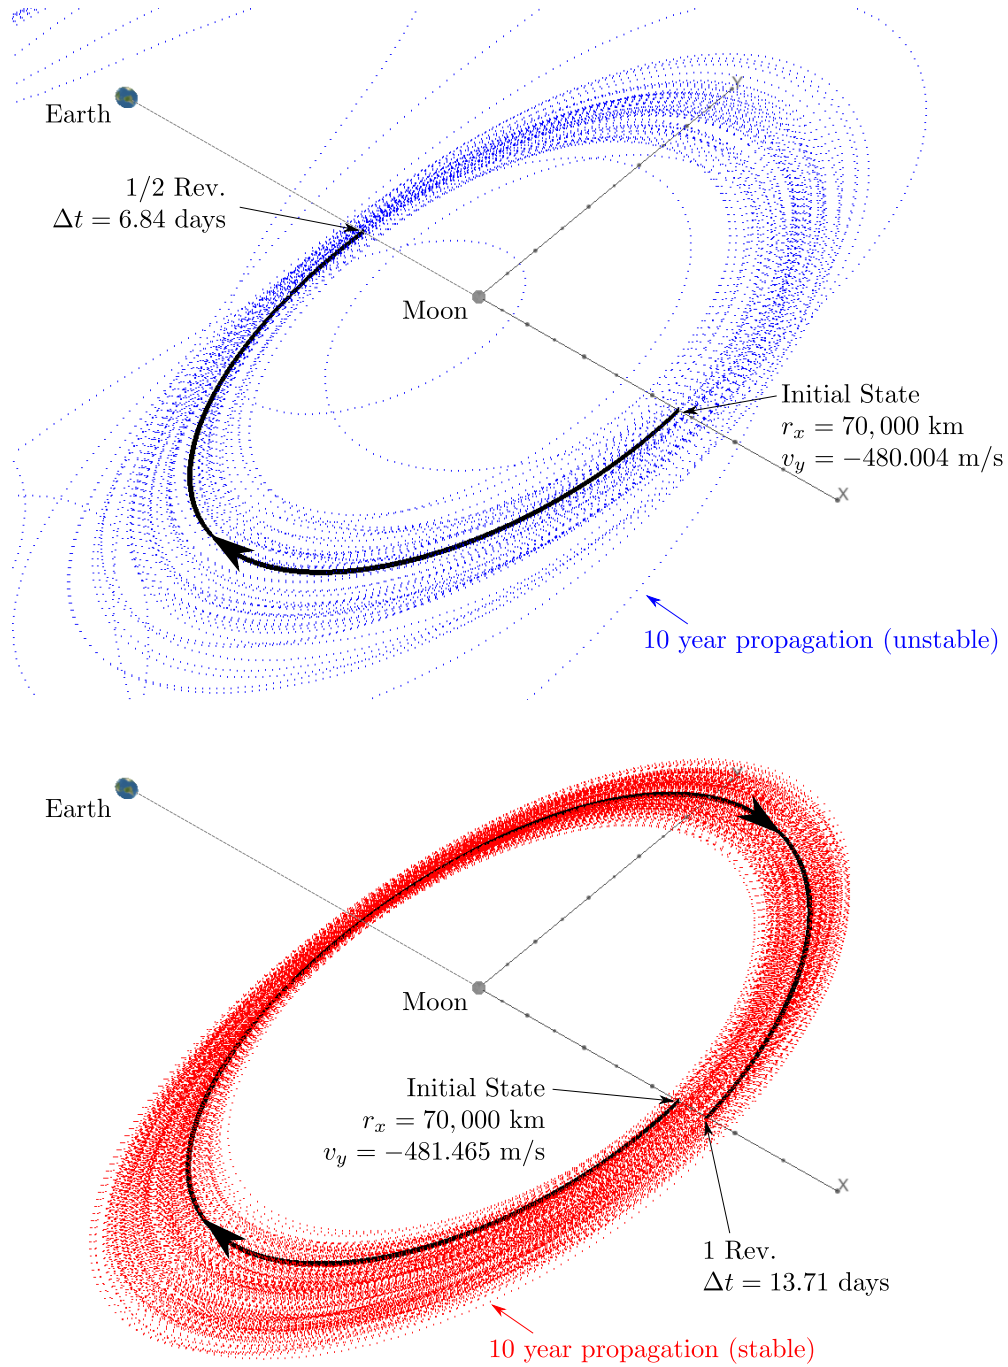 Y
Earth
1/2 Rev.
Δt = 6.84 days
Moon
Initial State
r_x = 70,000 km
v_y = −480.004 m/s
X
10 year propagation (unstable)
Y
Earth
Moon
Initial State
r_x = 70,000 km
v_y = −481.465 m/s
X
1 Rev.
Δt = 13.71 days
10 year propagation (stable)